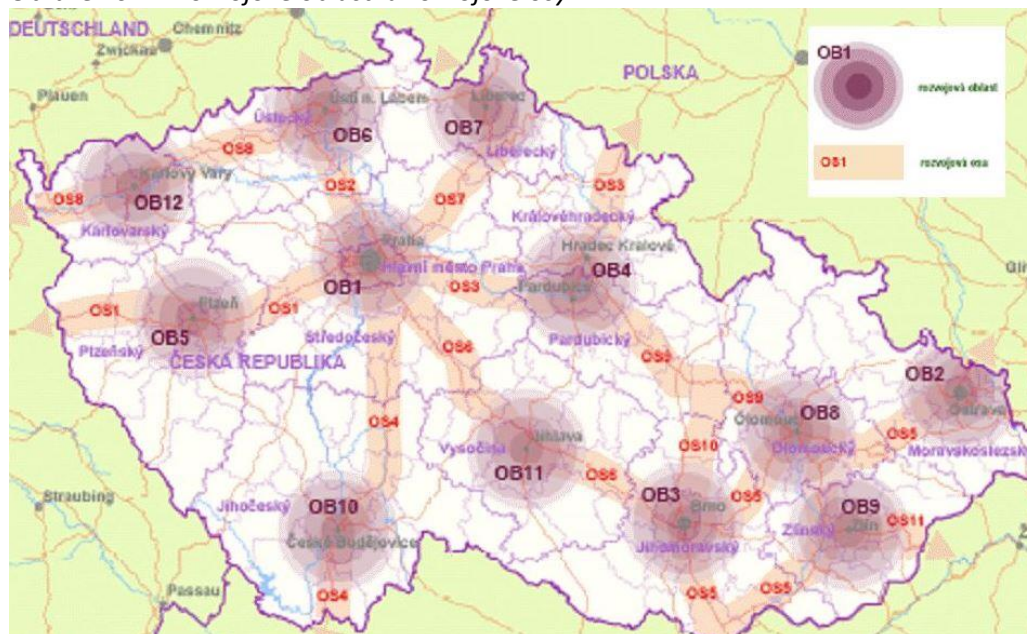 DEUTSCHLAND
Chemnitz
Zwickau
Plauen
POLSKA
OB1
rozvojová oblast
OS1
rozvojová osa
Ústí n. Labem
Ústecký
OB6
Liberec
OB7
Liberecký
OS8
OS8
Karlovy Vary
OB12
Karlovarský
OS2
OS7
OS3
Královéhradecký
Hradec Králové
OB4
Pardubice
Pardubický
Praha
Hlavní město Praha
OB1
OS3
Středočeský
OS1
Plzeň
OS1
OB5
Plzeňský
ČESKÁ REPUBLIKA
OS6
OS9
OS4
OB2
Ostrava
OS9
Olomouc
OB8
Olomoucký
OS5
Moravskoslezský
Vysočina
Jihlava
OB11
OS10
OS6
OB3
Brno
OS5
Jihomoravský
OB9
Zlínský
Zlín
OS11
Straubing
Jihočeský
OB10
České Budějovice
OS4
OS5
OS5
Passau